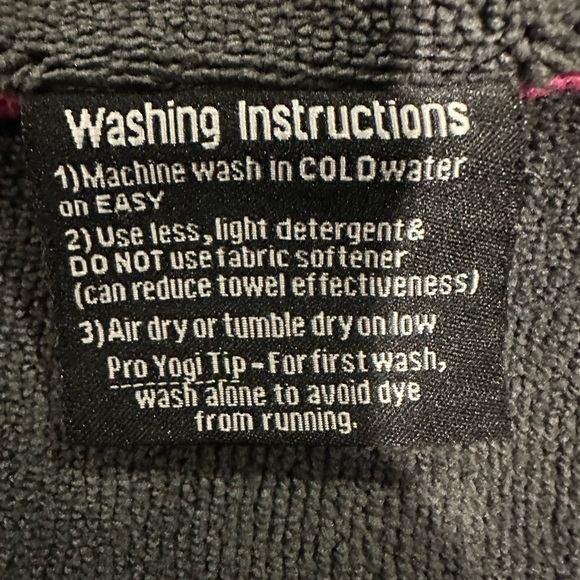 Washing Instructions
1)Machine wash in COLD water
on EASY
2) Use less, light detergent &
DO NOT use fabric softener
(can reduce towel effectiveness)
3) Air dry or tumble dry on low
Pro Yogi Tip - For first wash,
wash alone to avoid dye
from running.